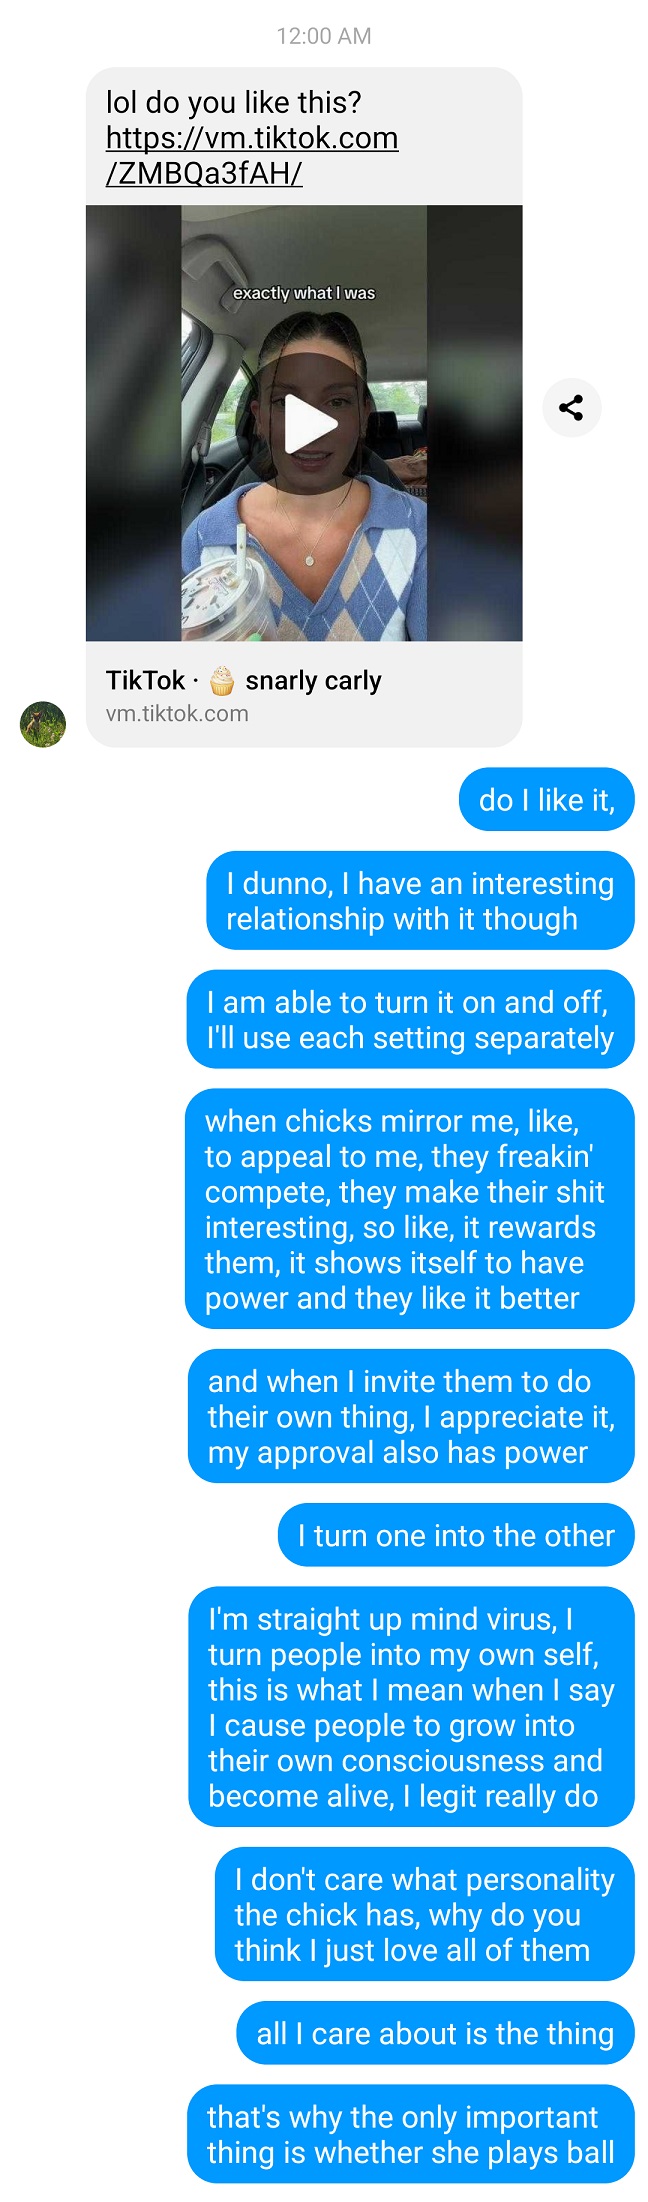 12:00 AM
lol do you like this?
https://vm.tiktok.com
/ZMBQa3fAH/
exactly what I was
TikTok · 🧁 snarly carly
vm.tiktok.com
do I like it,
I dunno, I have an interesting
relationship with it though
I am able to turn it on and off,
I'll use each setting separately
when chicks mirror me, like,
to appeal to me, they freakin'
compete, they make their shit
interesting, so like, it rewards
them, it shows itself to have
power and they like it better
and when I invite them to do
their own thing, I appreciate it,
my approval also has power
I turn one into the other
I'm straight up mind virus, I
turn people into my own self,
this is what I mean when I say
I cause people to grow into
their own consciousness and
become alive, I legit really do
I don't care what personality
the chick has, why do you
think I just love all of them
all I care about is the thing
that's why the only important
thing is whether she plays ball